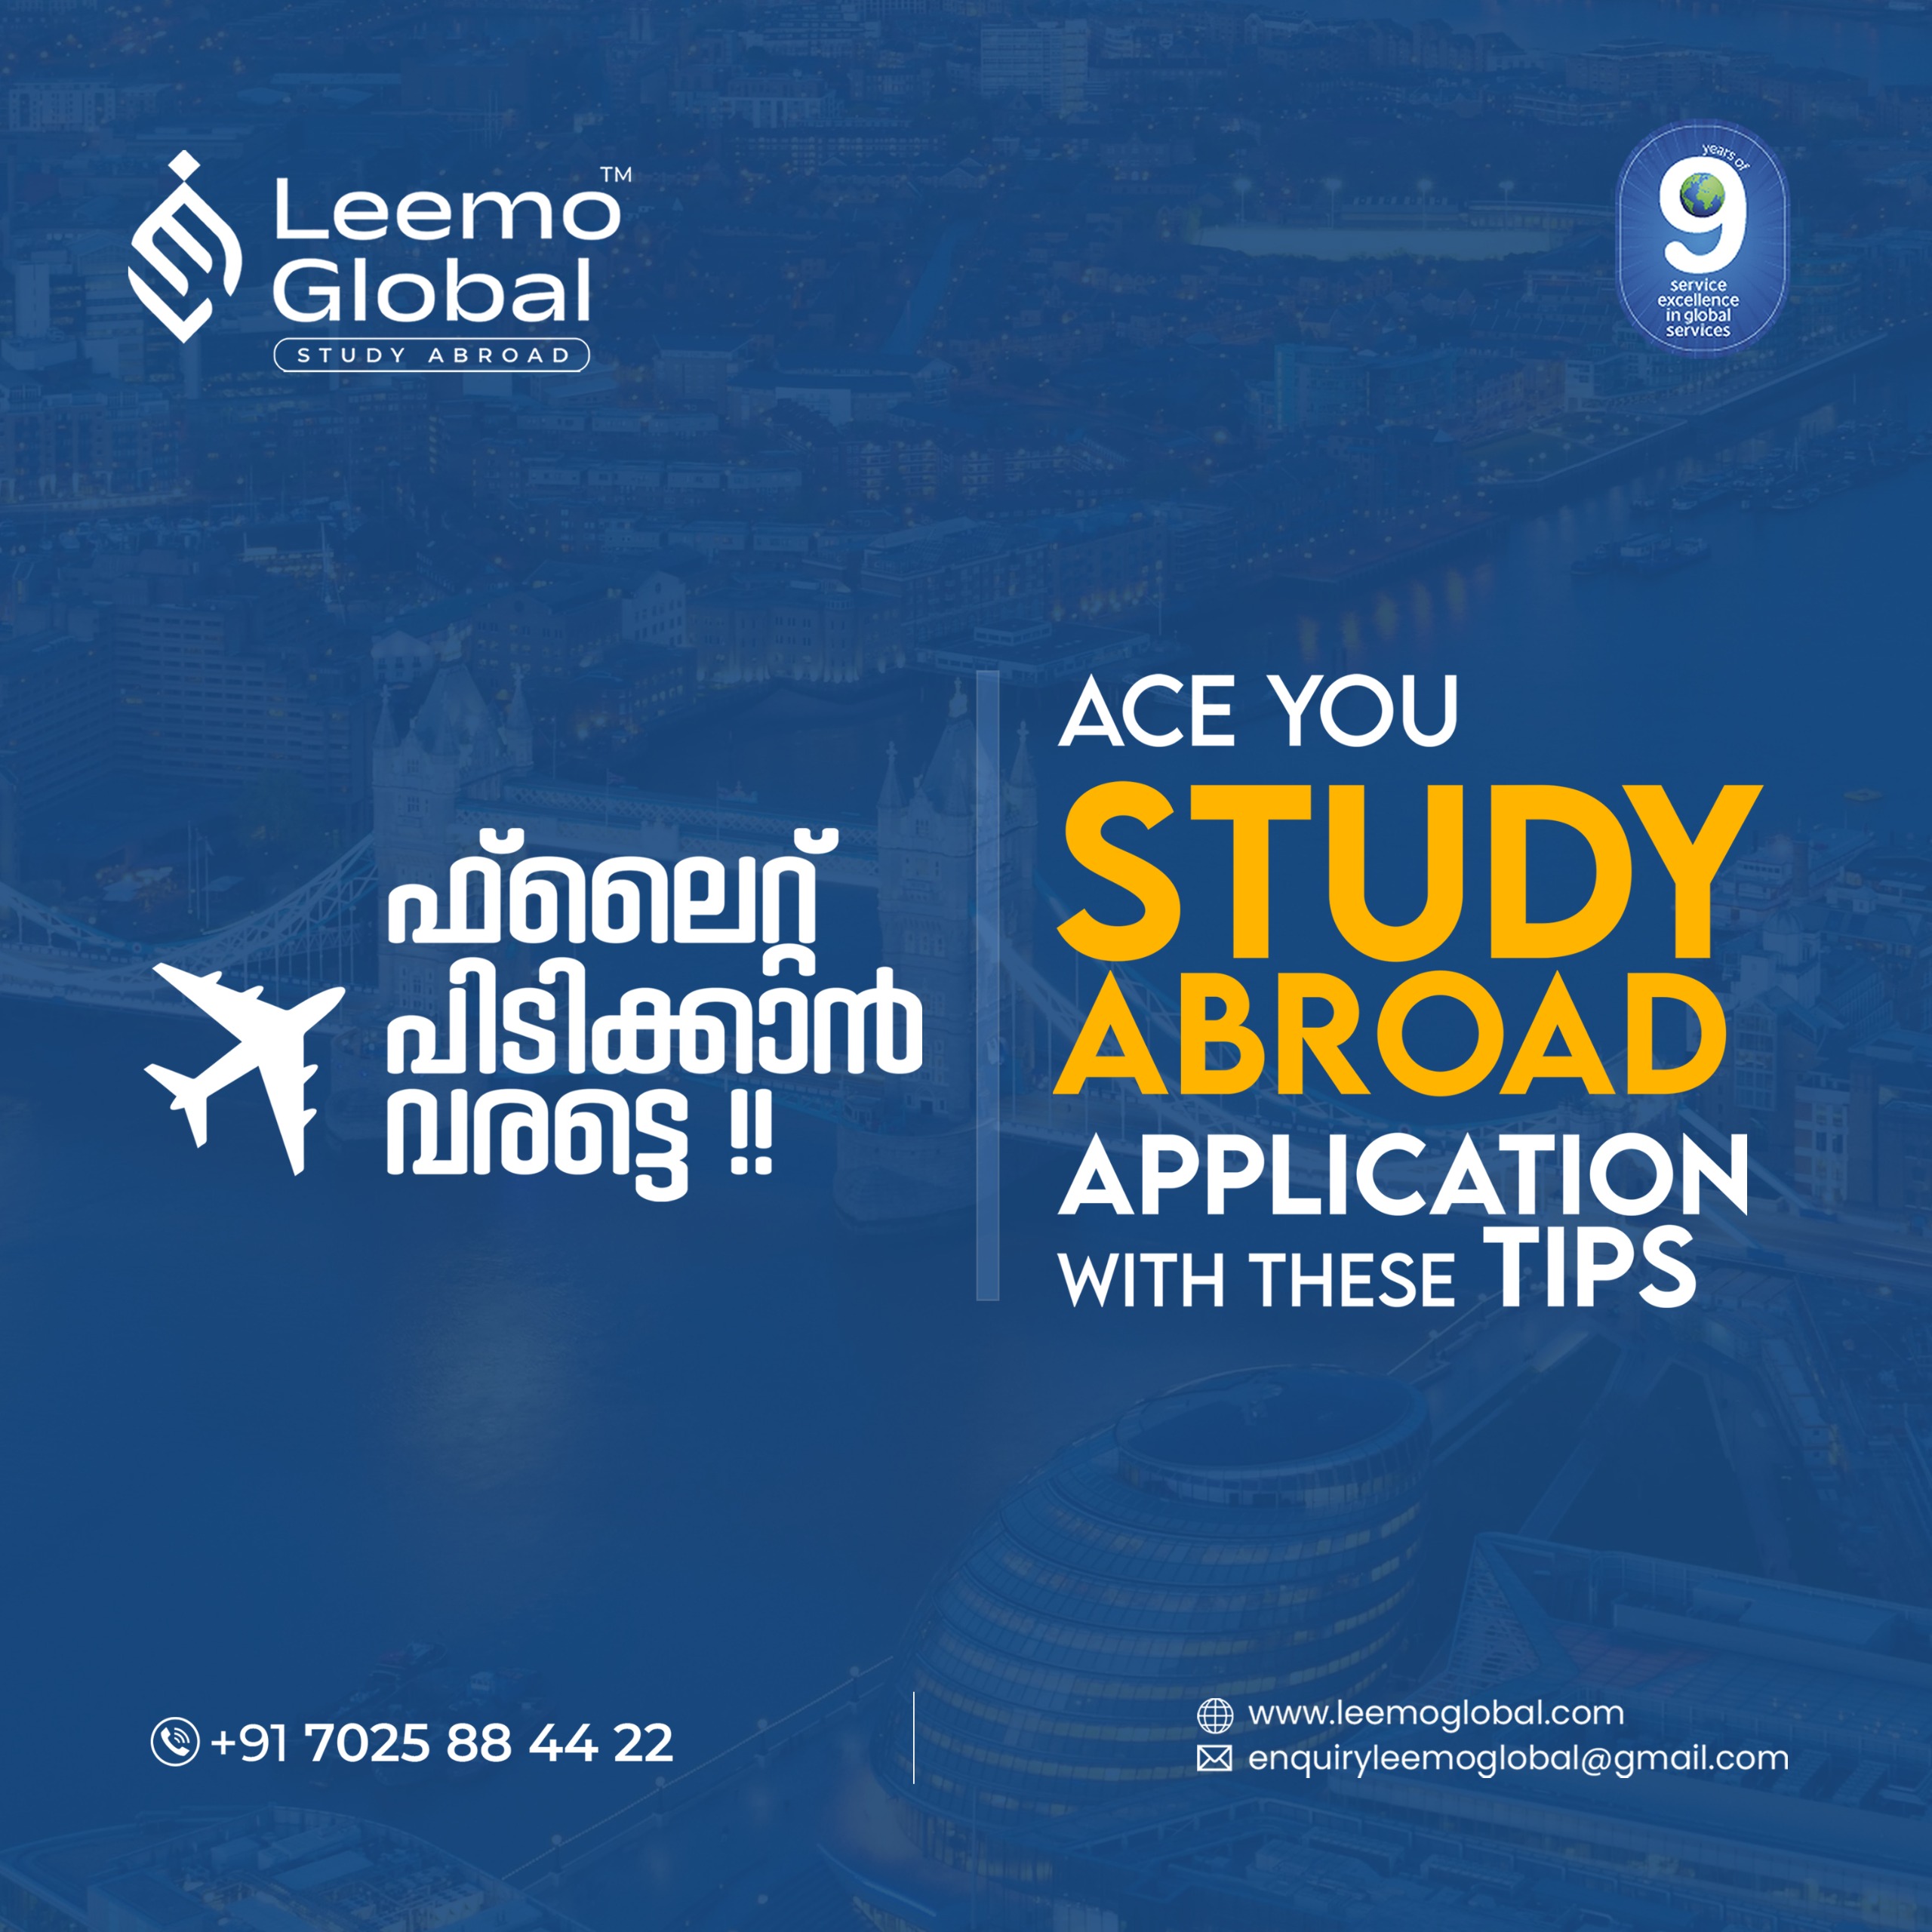 Leemo™
Global
STUDY ABROAD
years of
9
service
excellence
in global
services
ഫ്ലൈറ്റ്
പിടിക്കാൻ
വരട്ടെ !!
ACE YOU
STUDY
ABROAD
APPLICATION
WITH THESE TIPS
+91 7025 88 44 22
www.leemoglobal.com
enquiryleemoglobal@gmail.com